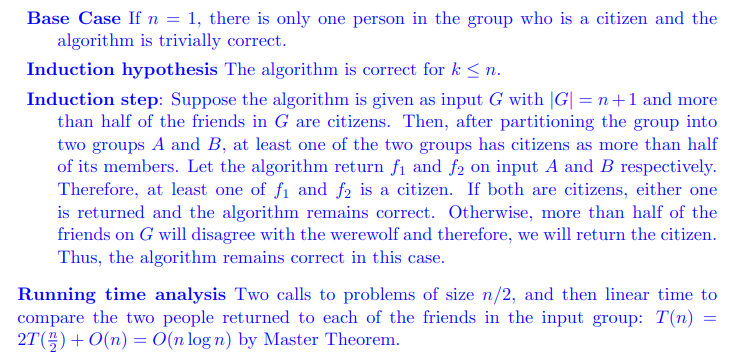 Base Case If n = 1, there is only one person in the group who is a citizen and the
algorithm is trivially correct.
Induction hypothesis The algorithm is correct for k ≤ n.
Induction step: Suppose the algorithm is given as input G with |G| = n + 1 and more
than half of the friends in G are citizens. Then, after partitioning the group into
two groups A and B, at least one of the two groups has citizens as more than half
of its members. Let the algorithm return f₁ and f₂ on input A and B respectively.
Therefore, at least one of f₁ and f₂ is a citizen. If both are citizens, either one
is returned and the algorithm remains correct. Otherwise, more than half of the
friends on G will disagree with the werewolf and therefore, we will return the citizen.
Thus, the algorithm remains correct in this case.
Running time analysis Two calls to problems of size n/2, and then linear time to
compare the two people returned to each of the friends in the input group: T(n) =
2T(n/2) + O(n) = O(n log n) by Master Theorem.